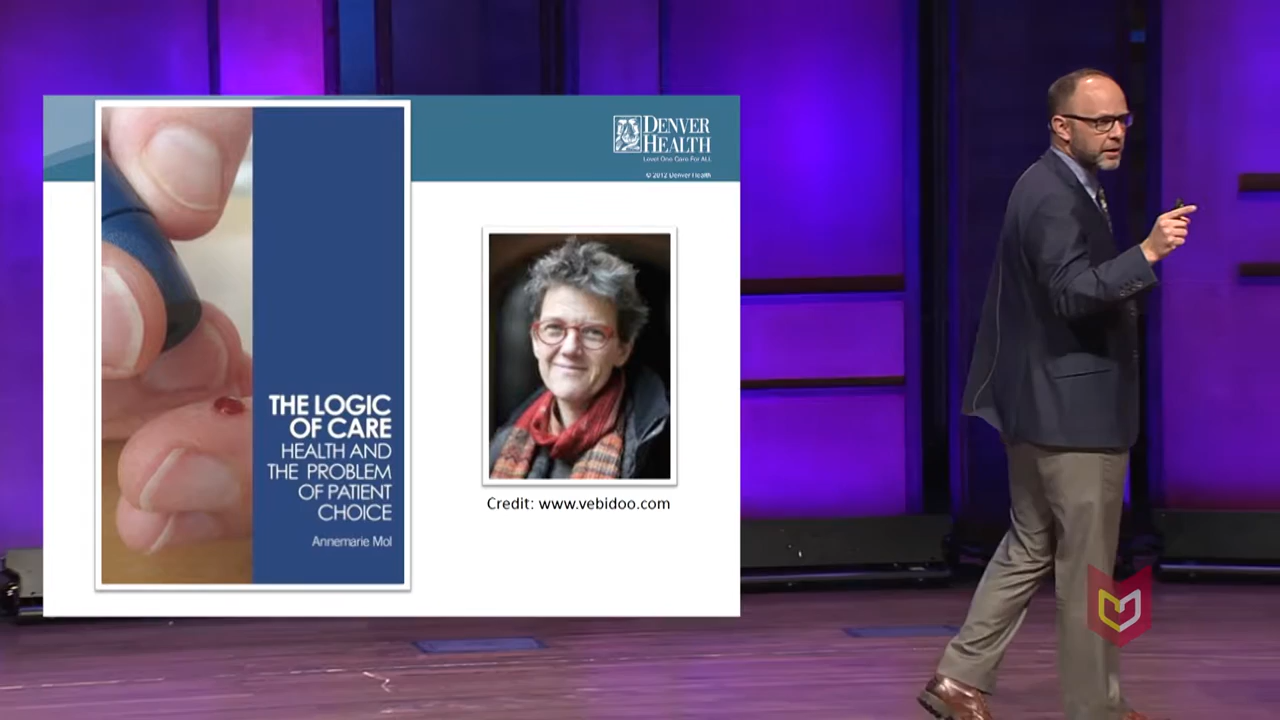 DENVER
HEALTH
Level One Care For ALL
© 2012 Denver Health
THE LOGIC
OF CARE
HEALTH AND
THE PROBLEM
OF PATIENT
CHOICE
Annemarie Mol
Credit: www.vebidoo.com